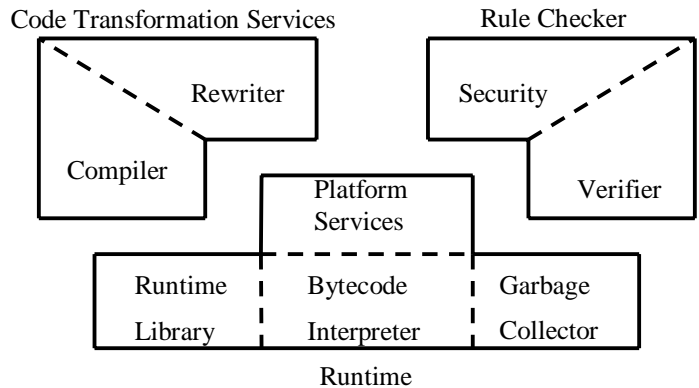 Code Transformation Services
Rule Checker
Rewriter
Security
Compiler
Verifier
Platform
Services
Runtime
Library
Bytecode
Interpreter
Garbage
Collector
Runtime